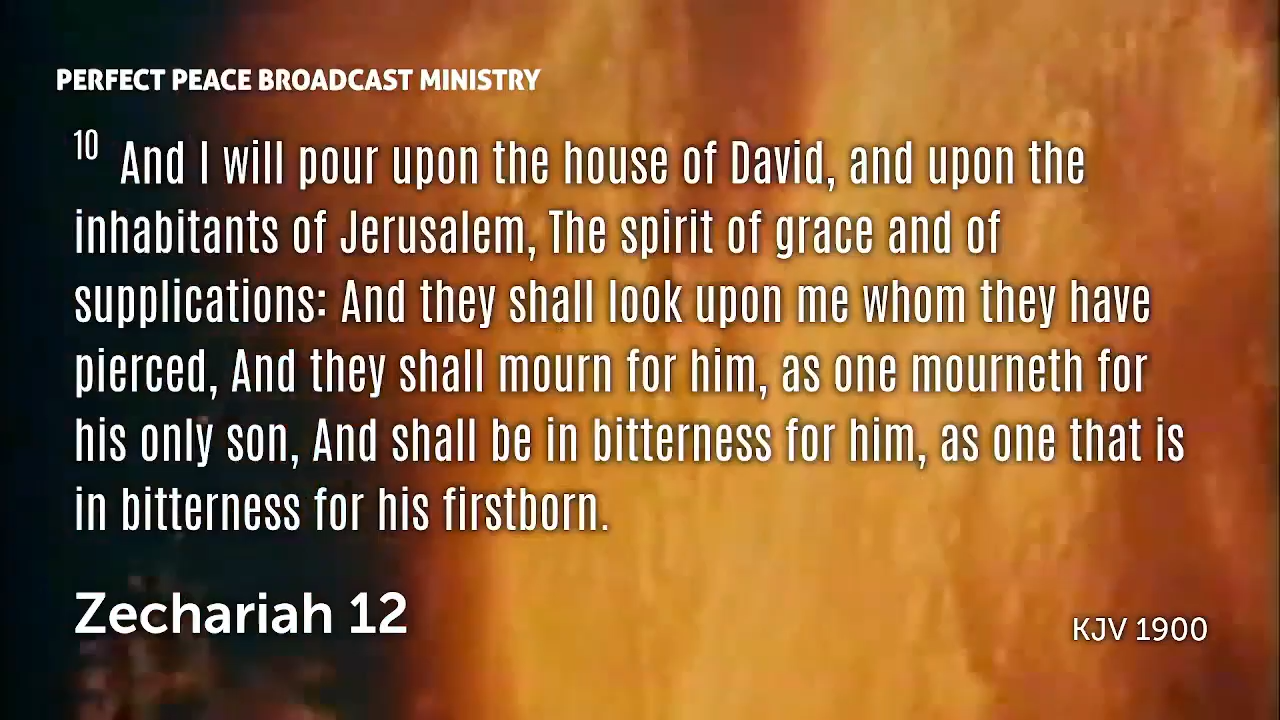 PERFECT PEACE BROADCAST MINISTRY
10 And I will pour upon the house of David, and upon the
inhabitants of Jerusalem, The spirit of grace and of
supplications: And they shall look upon me whom they have
pierced, And they shall mourn for him, as one mourneth for
his only son, And shall be in bitterness for him, as one that is
in bitterness for his firstborn.
Zechariah 12
KJV 1900